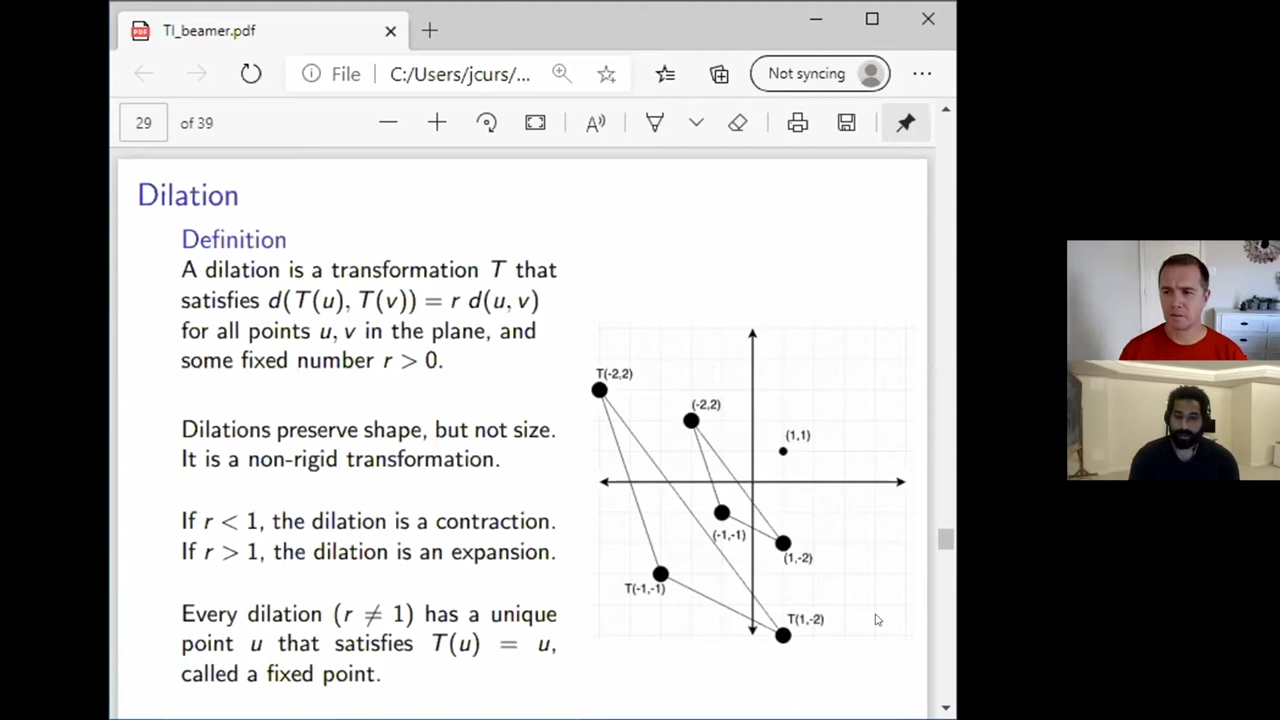 TI_beamer.pdf
File
C:/Users/jcurs/...
Not syncing
29 of 39
Dilation
Definition
A dilation is a transformation T that
satisfies d(T(u), T(v)) = r d(u, v)
for all points u, v in the plane, and
some fixed number r > 0.
Dilations preserve shape, but not size.
It is a non-rigid transformation.
If r < 1, the dilation is a contraction.
If r > 1, the dilation is an expansion.
Every dilation (r ≠ 1) has a unique
point u that satisfies T(u) = u,
called a fixed point.
T(-2,2)
(-2,2)
(1,1)
(-1,-1)
(1,-2)
T(-1,-1)
T(1,-2)